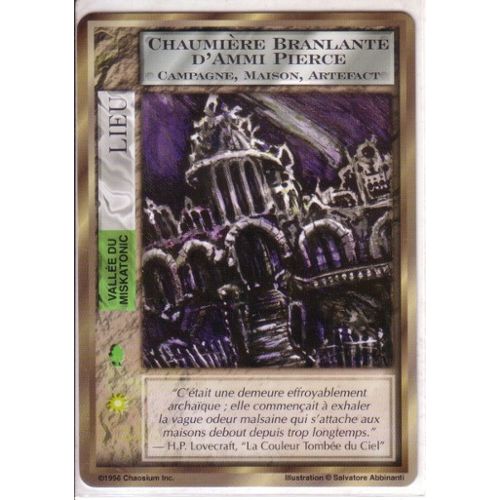 CHAUMIÈRE BRANLANTE
D'AMMI PIERCE
CAMPAGNE, MAISON, ARTEFACT
LIEU
VALLÉE DU
MISKATONIC
"C'était une demeure effroyablement
archaïque ; elle commençait à exhaler
la vague odeur malsaine qui s'attache aux
maisons debout depuis trop longtemps."
— H.P. Lovecraft, "La Couleur Tombée du Ciel"
©1996 Chaosium Inc.
Illustration © Salvatore Abbinanti